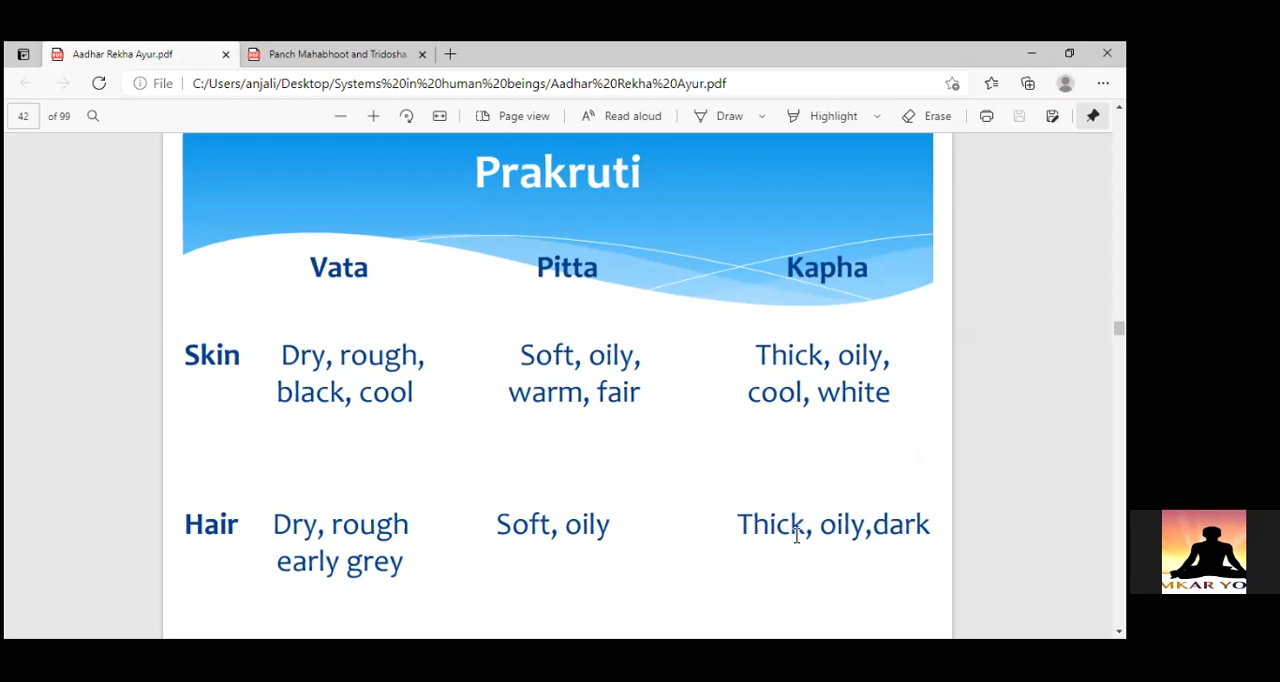 Aadhar Rekha Ayur.pdf
Panch Mahabhoot and Tridosha
File C:/Users/anjali/Desktop/Systems%20in%20human%20beings/Aadhar%20Rekha%20Ayur.pdf
42 of 99 Page view Read aloud Draw Highlight Erase
Prakruti
Vata Pitta Kapha
Skin Dry, rough, Soft, oily, Thick, oily,
black, cool warm, fair cool, white
Hair Dry, rough Soft, oily Thick, oily,dark
early grey
MKAR YO